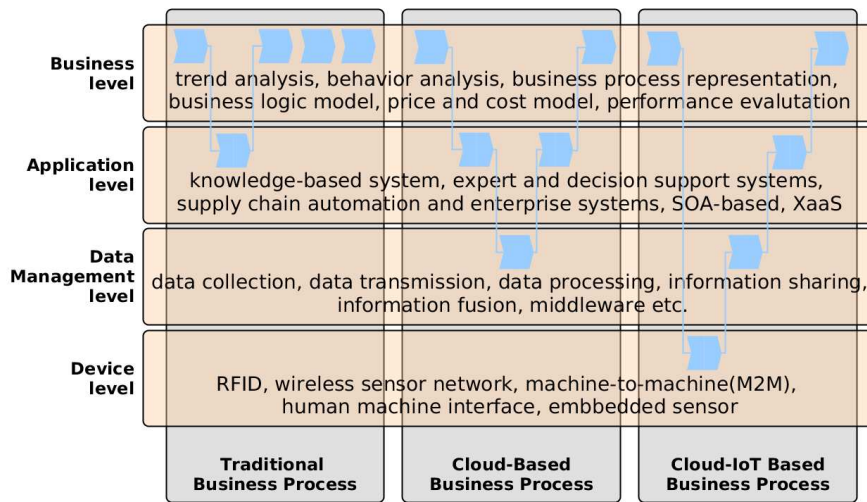 Business
level
trend analysis, behavior analysis, business process representation,
business logic model, price and cost model, performance evalutation
Application
level
knowledge-based system, expert and decision support systems,
supply chain automation and enterprise systems, SOA-based, XaaS
Data
Management
level
data collection, data transmission, data processing, information sharing,
information fusion, middleware etc.
Device
level
RFID, wireless sensor network, machine-to-machine(M2M),
human machine interface, embbedded sensor
Traditional
Business Process
Cloud-Based
Business Process
Cloud-IoT Based
Business Process